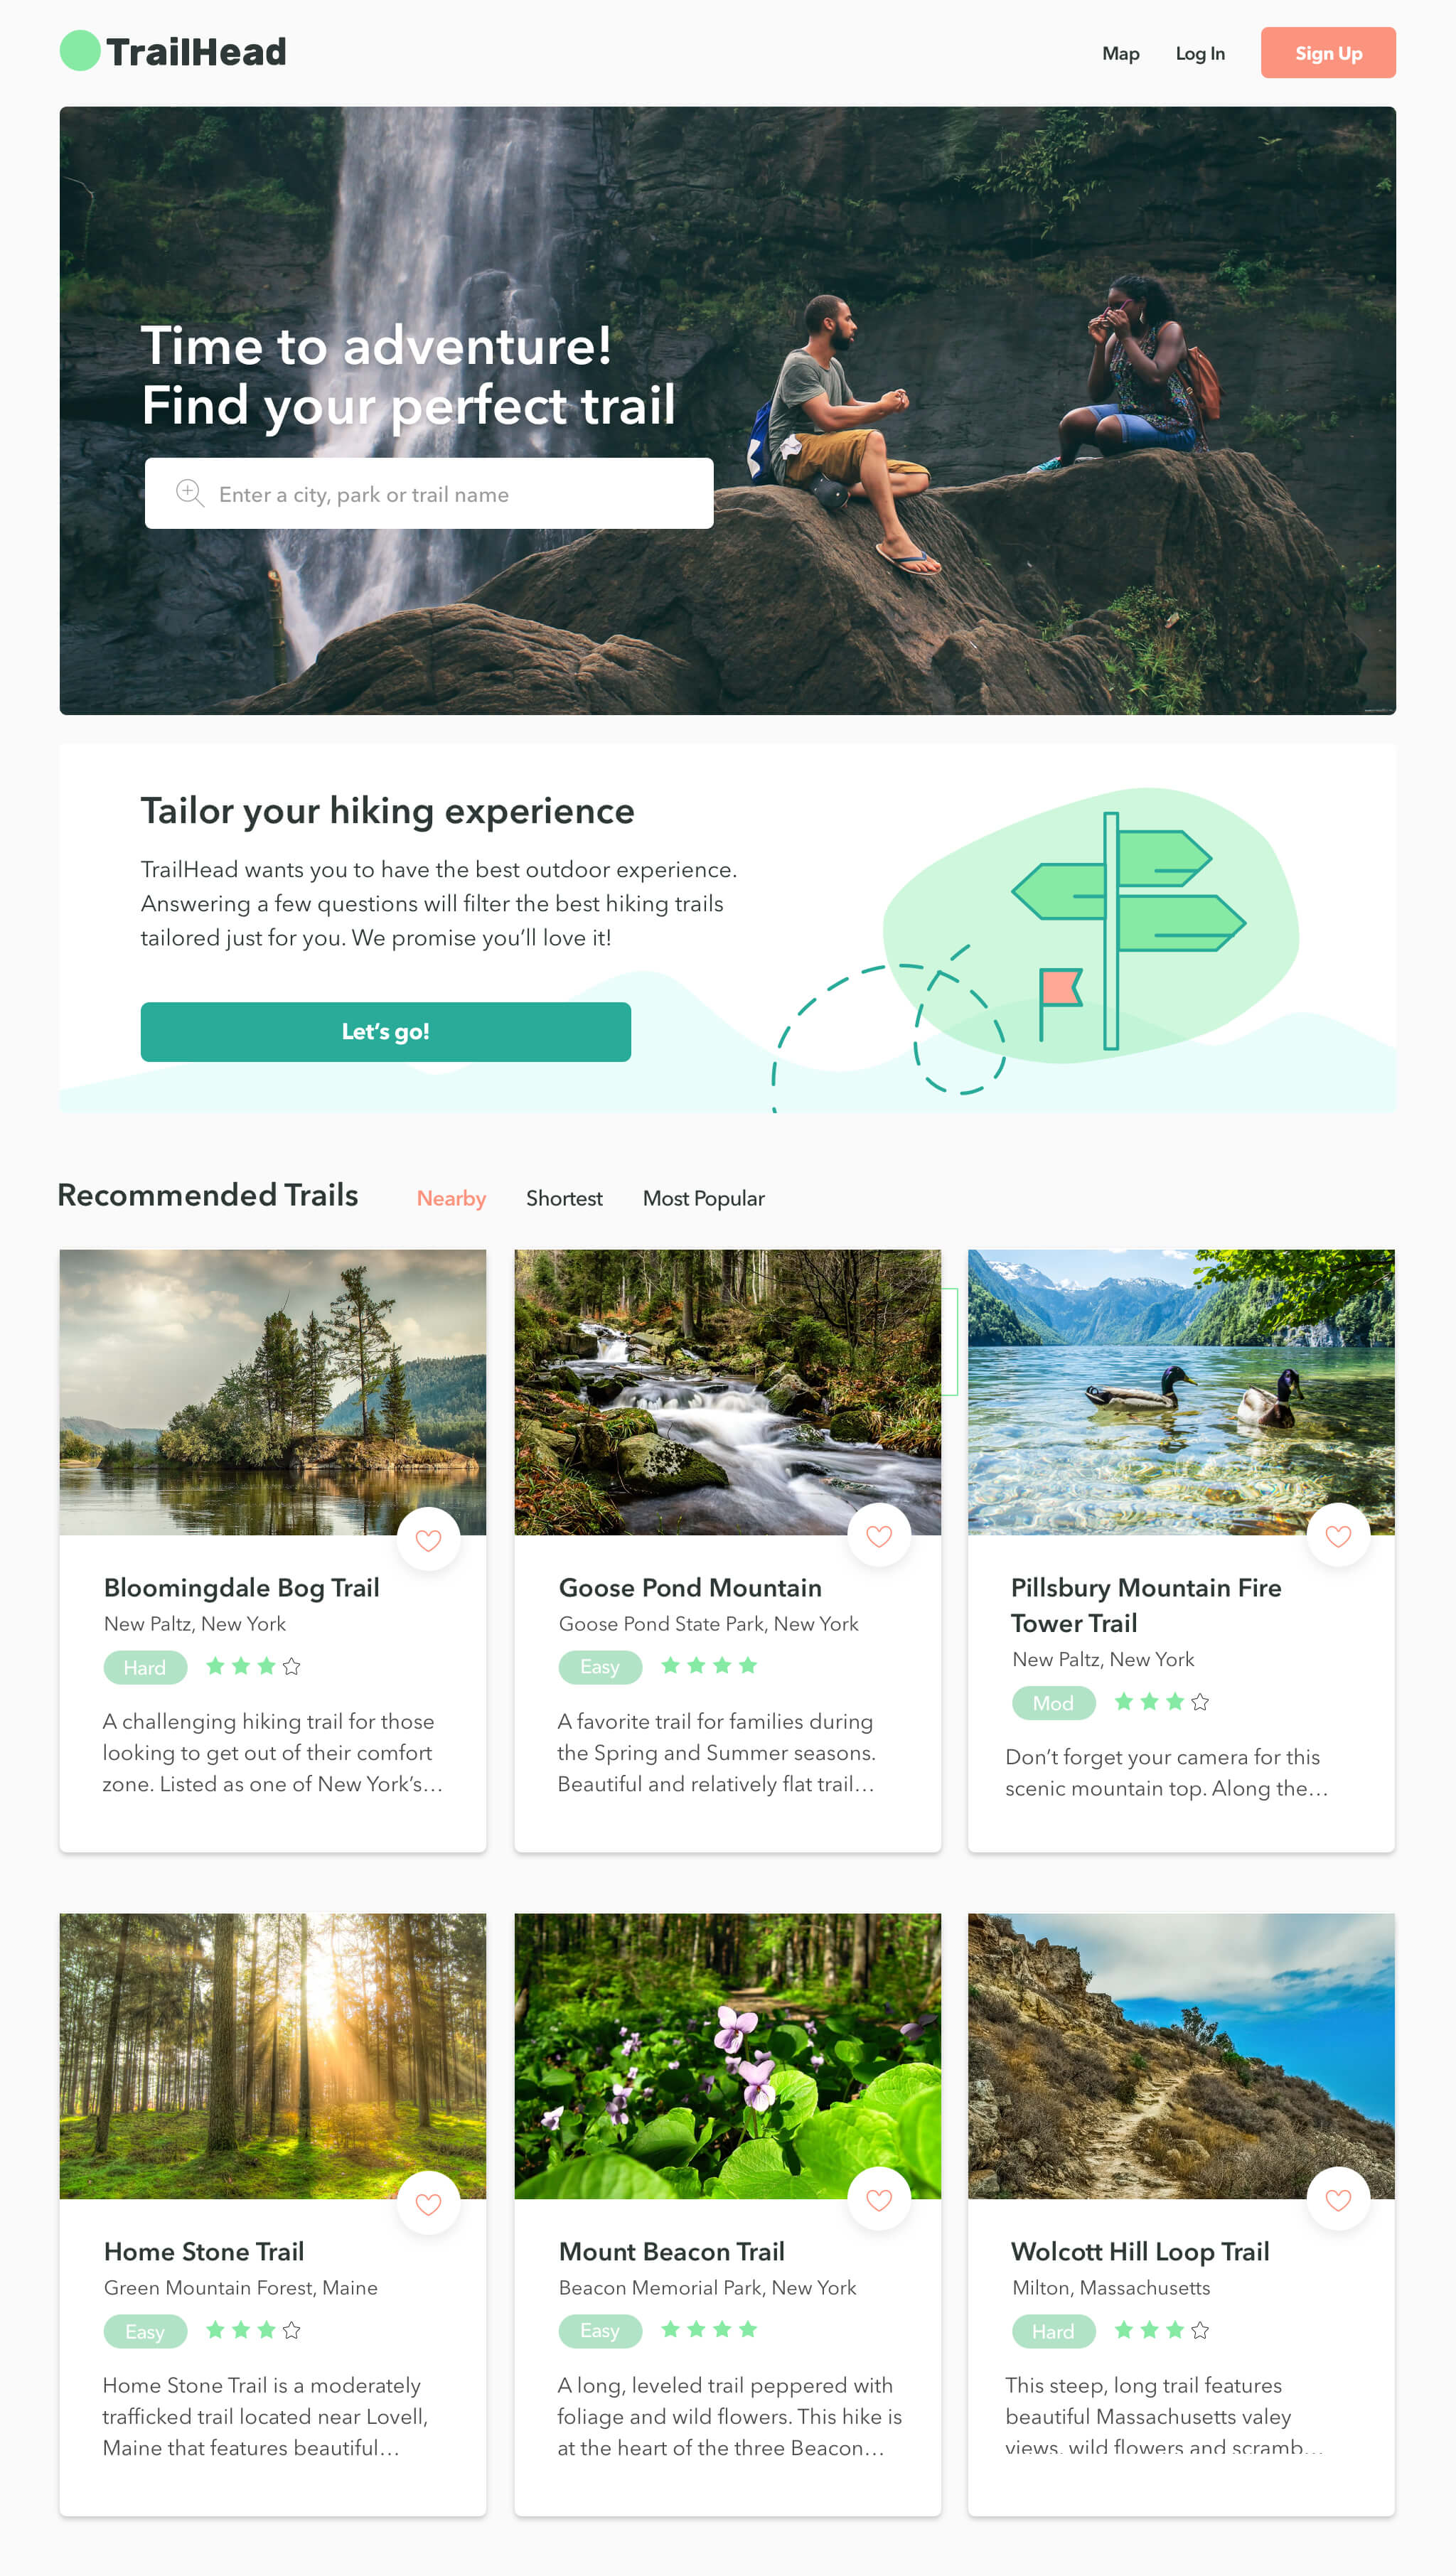 TrailHead
Map
Log In
Sign Up
Time to adventure!
Find your perfect trail
Enter a city, park or trail name
Tailor your hiking experience
TrailHead wants you to have the best outdoor experience.
Answering a few questions will filter the best hiking trails
tailored just for you. We promise you’ll love it!
Let’s go!
Recommended Trails
Nearby
Shortest
Most Popular
Bloomingdale Bog Trail
New Paltz, New York
Hard
A challenging hiking trail for those
looking to get out of their comfort
zone. Listed as one of New York’s…
Goose Pond Mountain
Goose Pond State Park, New York
Easy
A favorite trail for families during
the Spring and Summer seasons.
Beautiful and relatively flat trail…
Pillsbury Mountain Fire
Tower Trail
New Paltz, New York
Mod
Don’t forget your camera for this
scenic mountain top. Along the…
Home Stone Trail
Green Mountain Forest, Maine
Easy
Home Stone Trail is a moderately
trafficked trail located near Lovell,
Maine that features beautiful…
Mount Beacon Trail
Beacon Memorial Park, New York
Easy
A long, leveled trail peppered with
foliage and wild flowers. This hike is
at the heart of the three Beacon…
Wolcott Hill Loop Trail
Milton, Massachusetts
Hard
This steep, long trail features
beautiful Massachusetts valey
views, wild flowers and scramb…